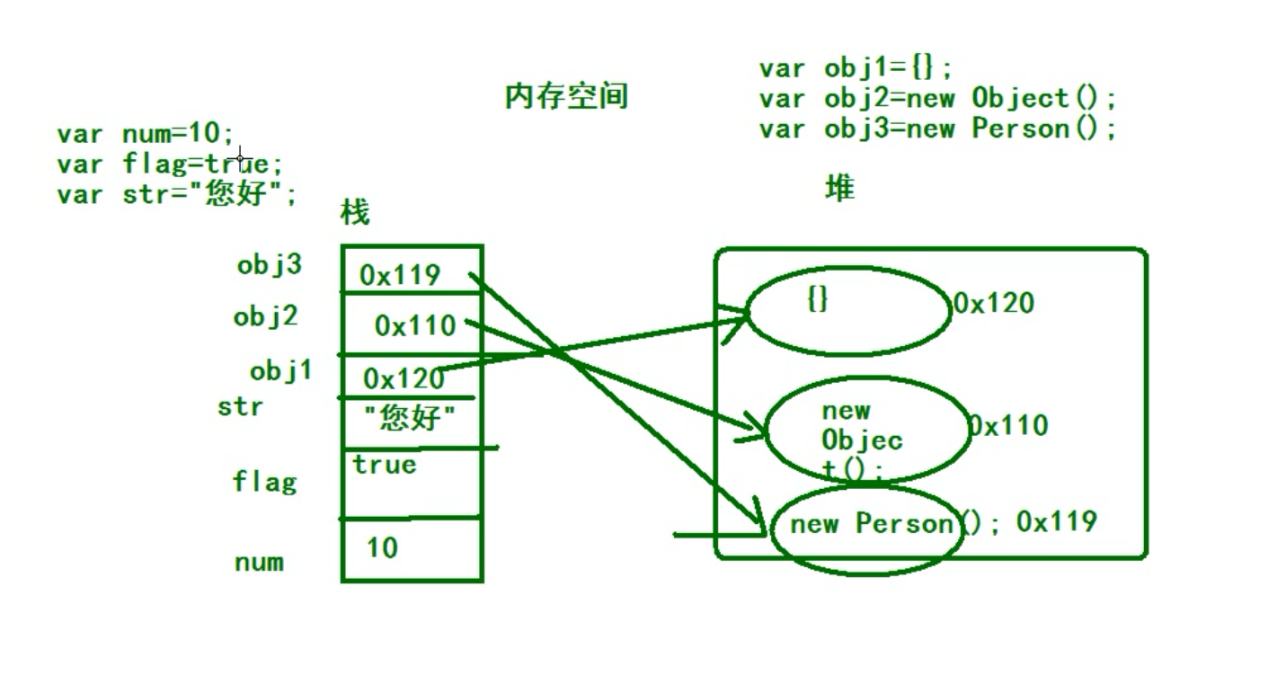 内存空间
var obj1={};
var obj2=new Object();
var obj3=new Person();
var num=10;
var flag=true;
var str="您好";
栈
堆
obj3
0x119
obj2
0x110
obj1
0x120
str
"您好"
flag
true
num
10
{}
0x120
new
Objec
t();
0x110
new Person(); 0x119